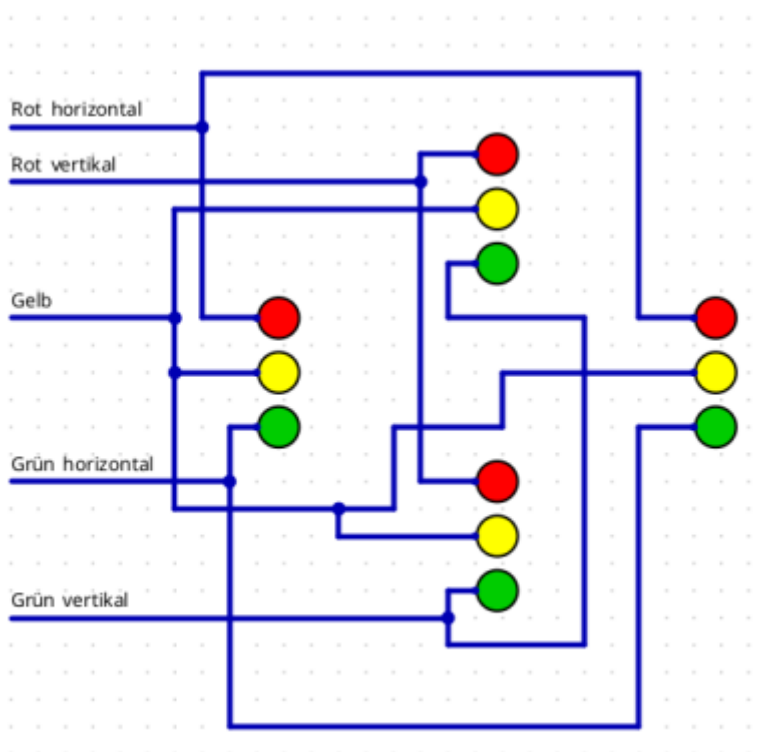 Rot horizontal
Rot vertikal
Gelb
Grün horizontal
Grün vertikal